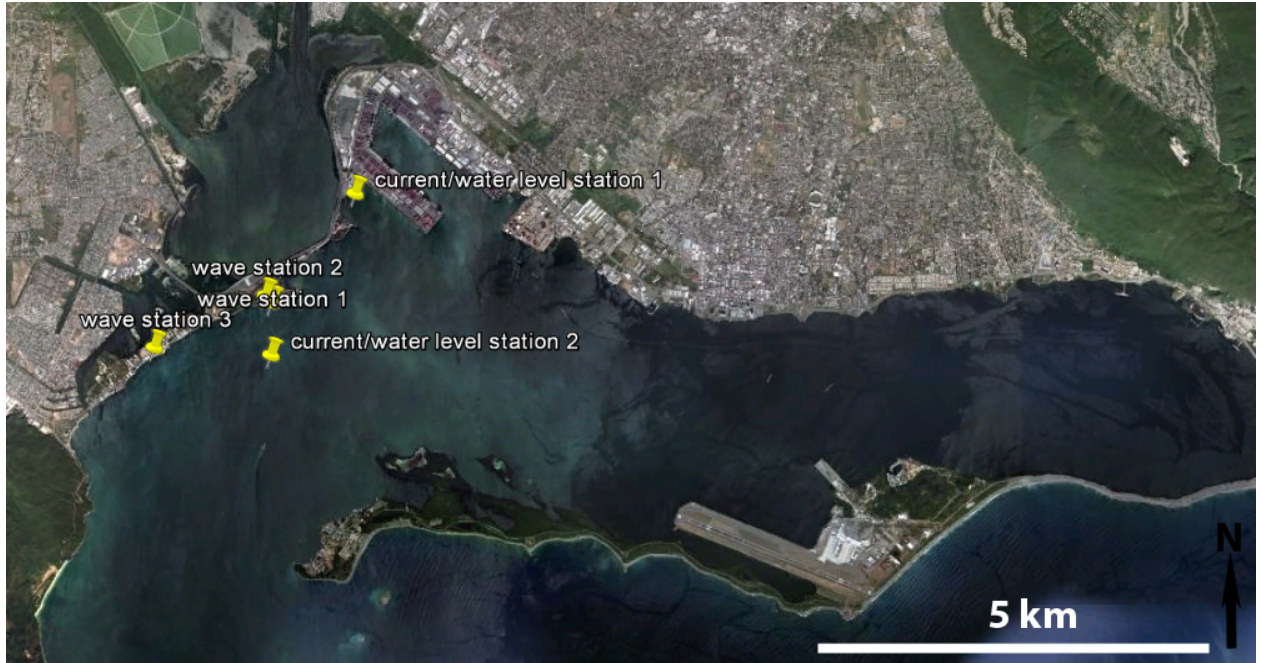 current/water level station 1
wave station 2
wave station 1
wave station 3
current/water level station 2
N
5 km